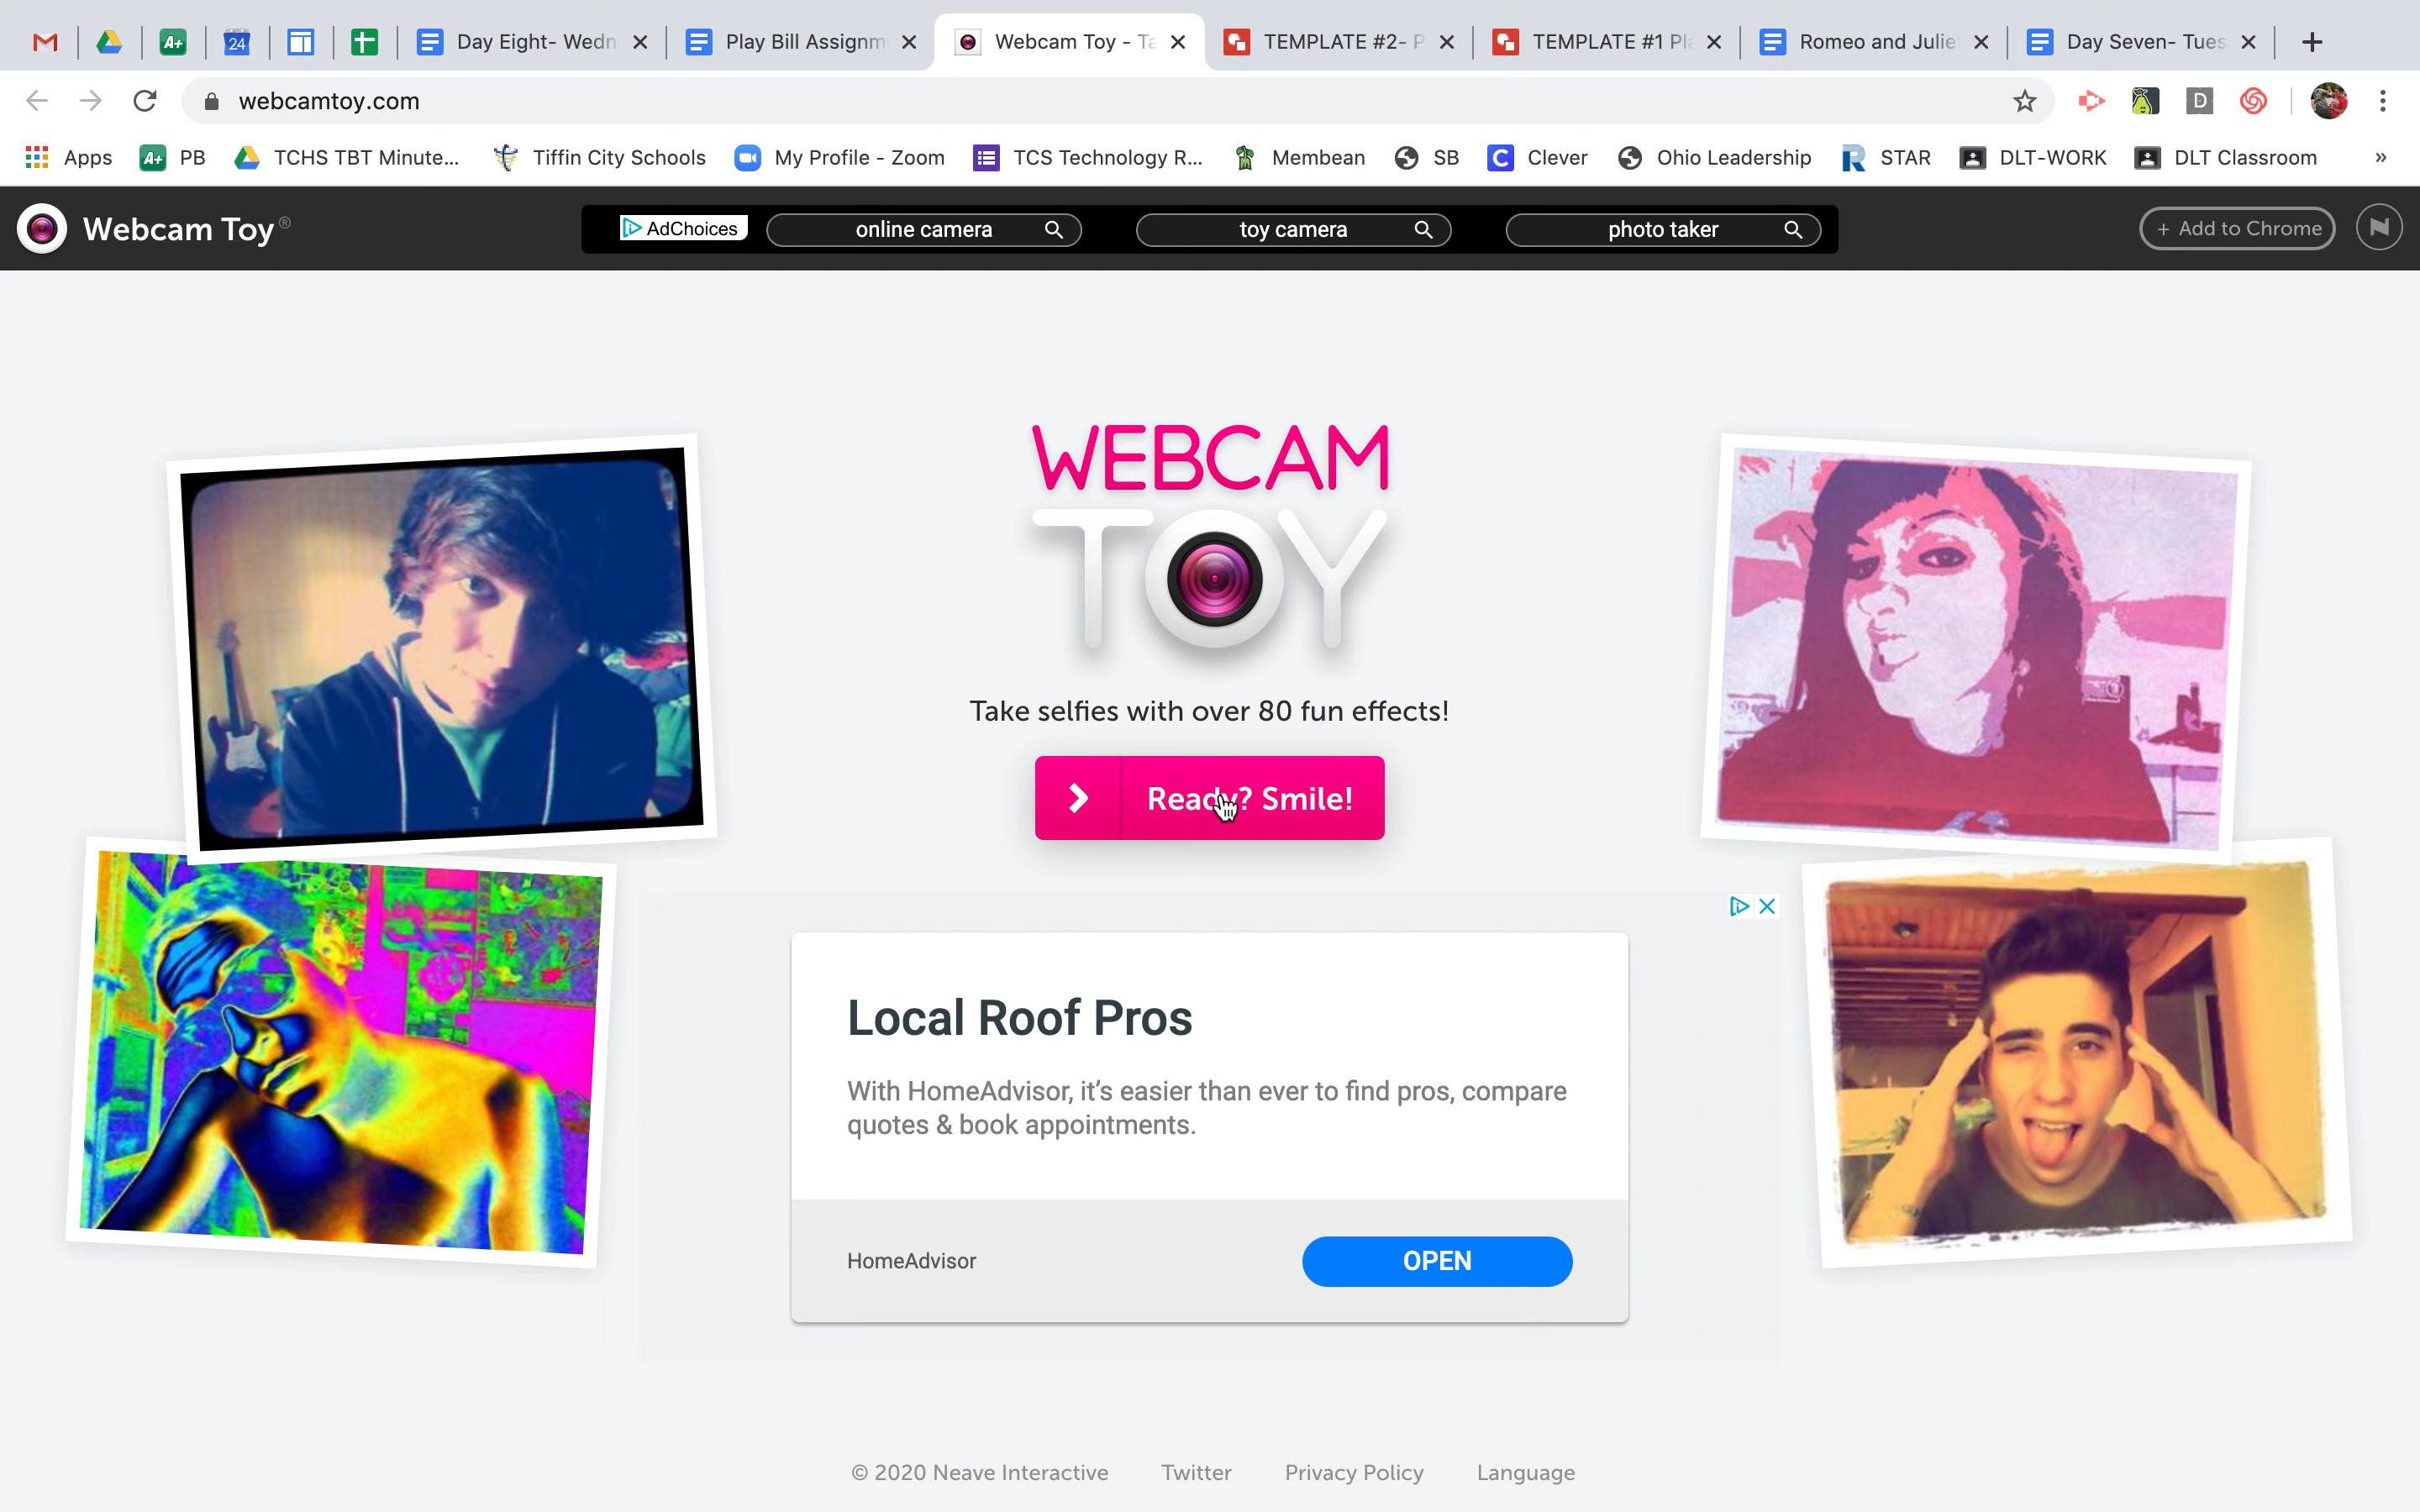 24
Day Eight- Wedn
Play Bill Assignm
Webcam Toy - Ta
TEMPLATE #2- P
TEMPLATE #1 Pla
Romeo and Juliet
Day Seven- Tues
webcamtoy.com
Apps
A+ PB
TCHS TBT Minute...
Tiffin City Schools
My Profile - Zoom
TCS Technology R...
Membean
SB
Clever
Ohio Leadership
STAR
DLT-WORK
DLT Classroom
»
Webcam Toy®
AdChoices
online camera
toy camera
photo taker
+ Add to Chrome
WEBCAM
TOY
Take selfies with over 80 fun effects!
Ready? Smile!
Local Roof Pros
With HomeAdvisor, it’s easier than ever to find pros, compare
quotes & book appointments.
HomeAdvisor
OPEN
© 2020 Neave Interactive
Twitter
Privacy Policy
Language